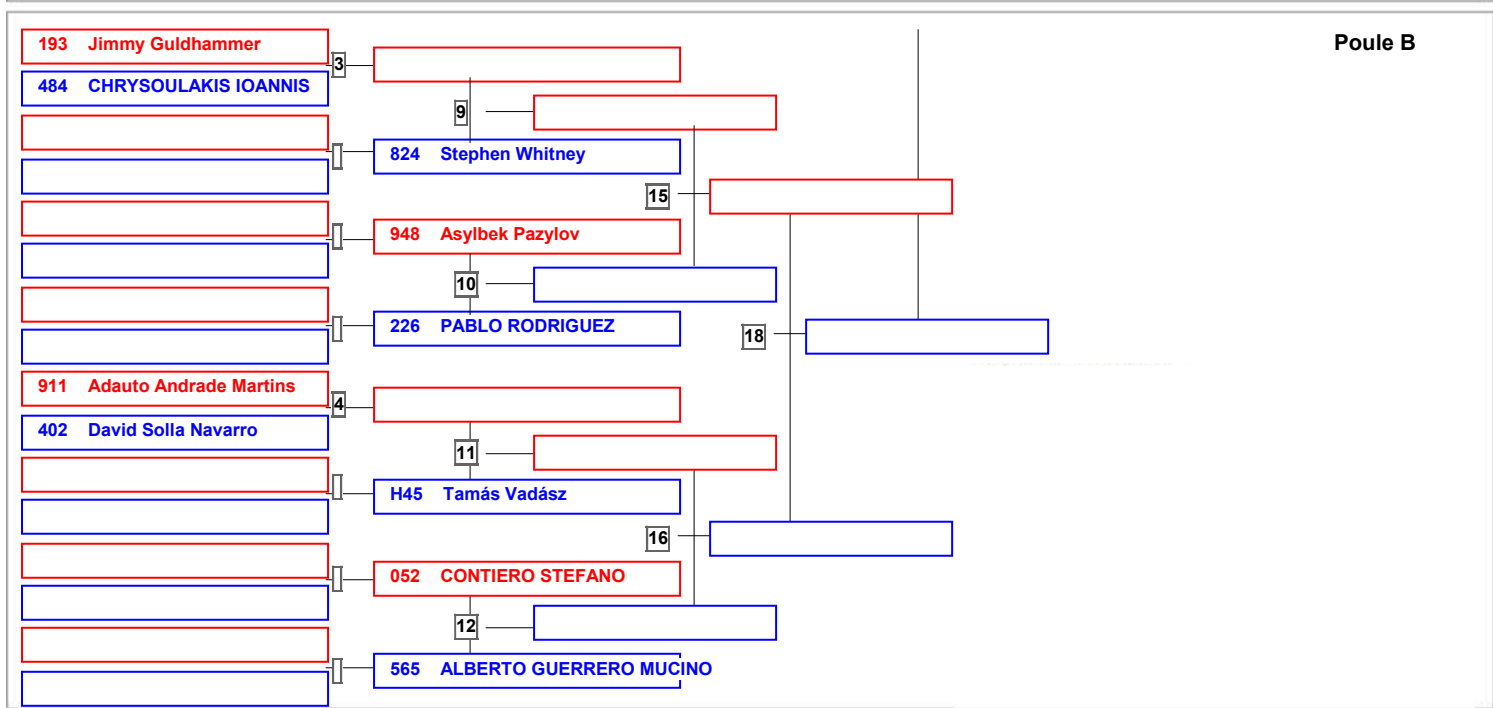 Poule B
193 Jimmy Guldhammer
3
484 CHRYSOULAKIS IOANNIS
9
824 Stephen Whitney
15
948 Asylbek Pazylov
10
226 PABLO RODRIGUEZ
18
911 Adauto Andrade Martins
4
402 David Solla Navarro
11
H45 Tamás Vadász
16
052 CONTIERO STEFANO
12
565 ALBERTO GUERRERO MUCINO